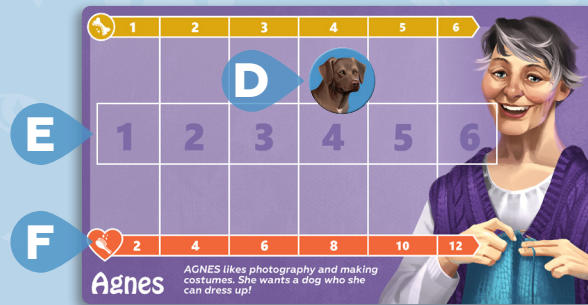 1 2 3 4 5 6
D
E
1 2 3 4 5 6
F
2 4 6 8 10 12
Agnes
AGNES likes photography and making
costumes. She wants a dog who she
can dress up!